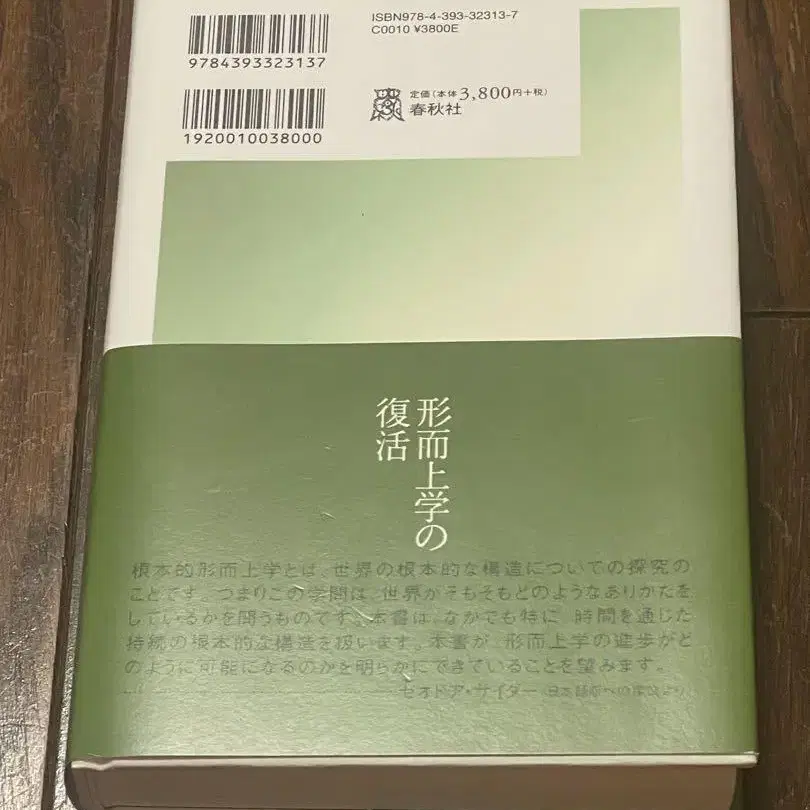 ISBN978-4-393-32313-7
C0010 ¥3800E
9784393323137
1920010038000
定価(本体3,800円+税)
春秋社
形而上学の
復活
根本的形而上学とは、世界の根本的な構造についての探究の
ことです。つまりこの学問は、世界がそもそもどのようなありかたを
しているかを問うものです。本書は、なかでも特に、時間を通じた
持続の根本的な構造を扱います。本書が、形而上学の進歩がど
のように可能になるのかを明らかにできていることを望みます。
——セオドア・サイダー